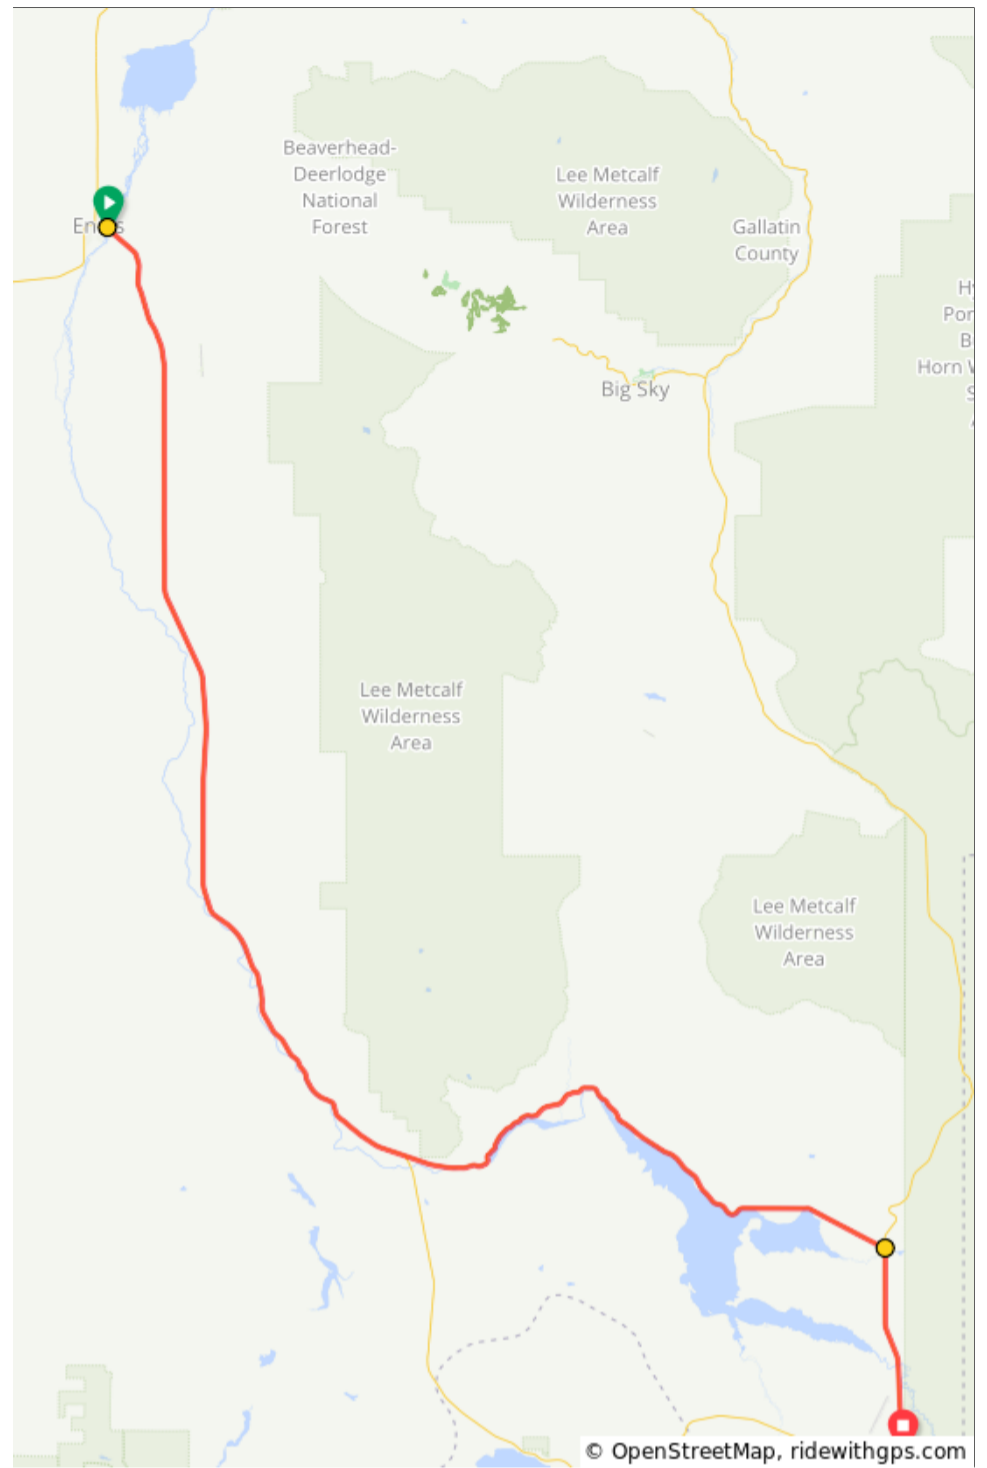 Beaverhead-
Deerlodge
National
Forest
Lee Metcalf
Wilderness
Area
Gallatin
County
Big Sky
Horn
Lee Metcalf
Wilderness
Area
Lee Metcalf
Wilderness
Area
© OpenStreetMap, ridewithgps.com